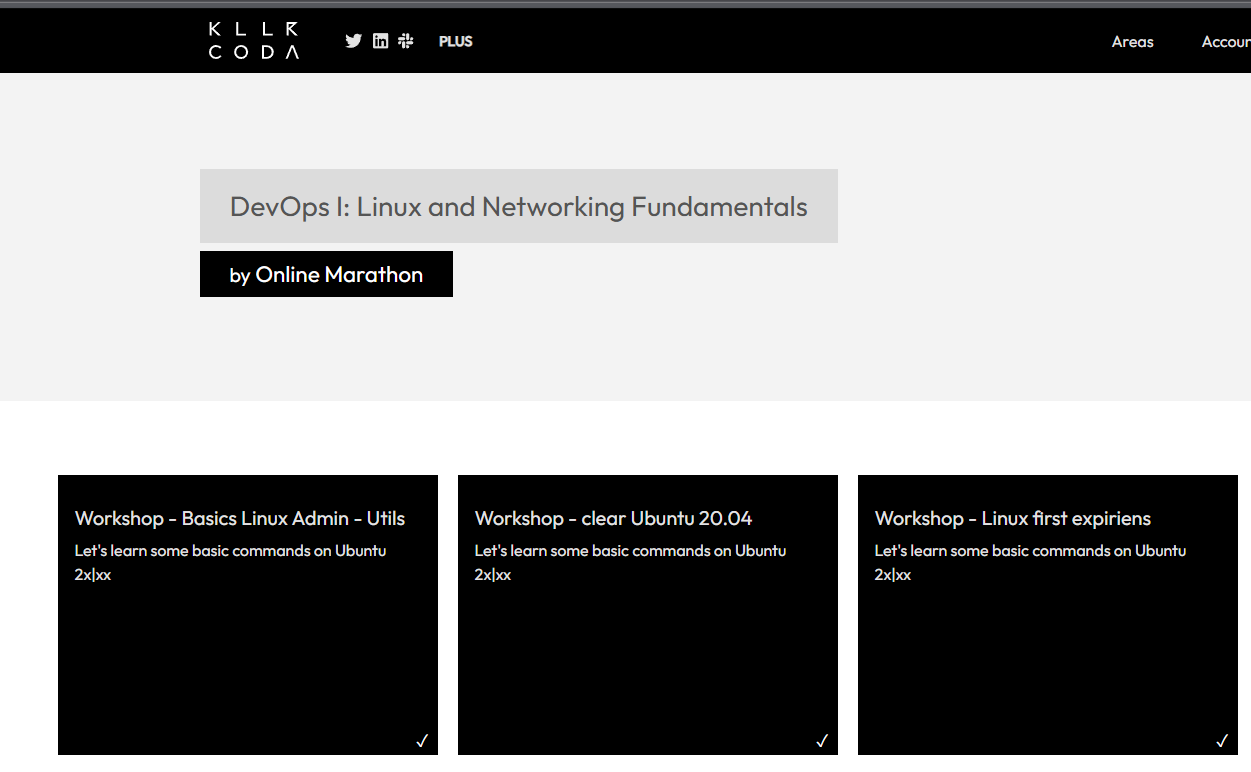 KLLR
CODA
PLUS
Areas
Accoun
DevOps I: Linux and Networking Fundamentals
by Online Marathon
Workshop - Basics Linux Admin - Utils
Let's learn some basic commands on Ubuntu
2x|xx
Workshop - clear Ubuntu 20.04
Let's learn some basic commands on Ubuntu
2x|xx
Workshop - Linux first expiriens
Let's learn some basic commands on Ubuntu
2x|xx